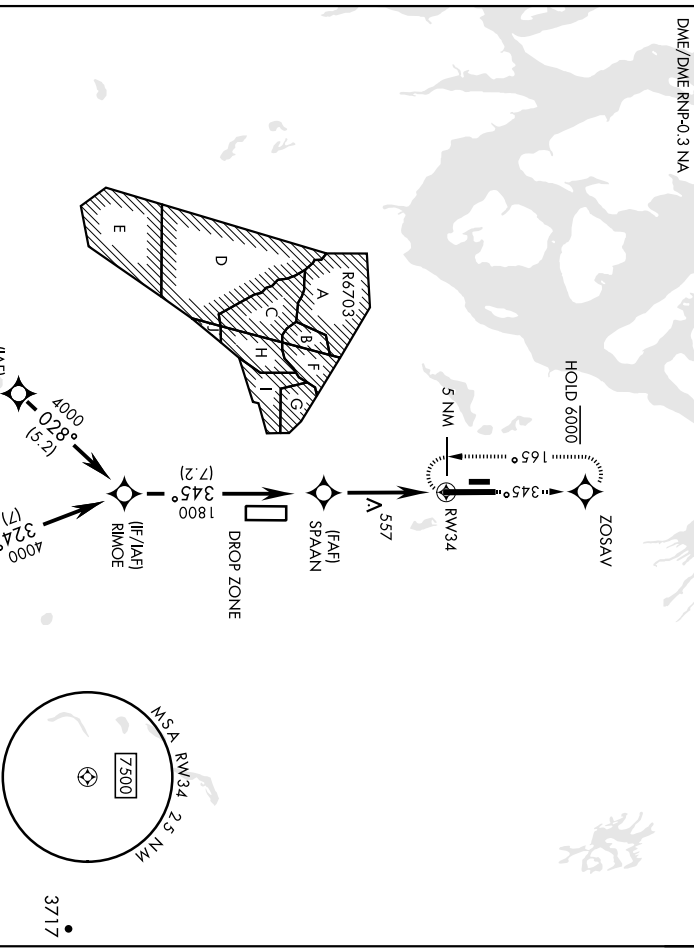 DME/DME RNP-0.3 NA
HOLD 6000
ZOSAV
345°
165°
5 NM
RW34
557
(FAF)
SPAAN
DROP ZONE
1800
345°
(7.2)
(IF/IAF)
RIMOE
4000
028°
(5.2)
(IAF)
4000
324°
(7)
R6703
A
B
C
D
E
F
G
H
I
J
MSA RW34 25 NM
7500
3717